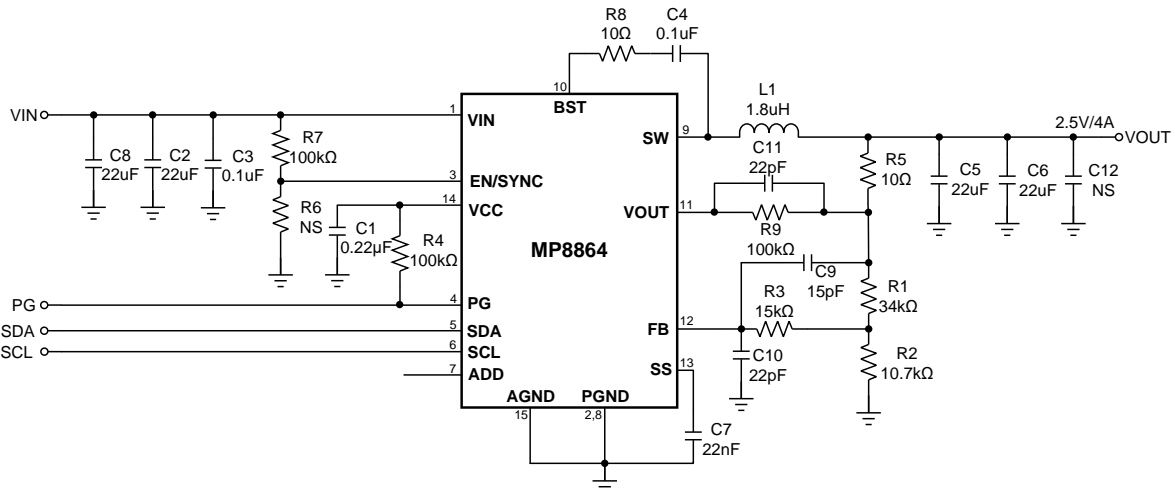 R8
10Ω
C4
0.1uF
10
BST
VIN
1
VIN
C8
22uF
C2
22uF
C3
0.1uF
R7
100kΩ
3
EN/SYNC
R6
NS
14
VCC
C1
0.22µF
R4
100kΩ
MP8864
PG
4
PG
SDA
5
SDA
SCL
6
SCL
7
ADD
AGND
15
PGND
2,8
SW
9
L1
1.8uH
2.5V/4A
VOUT
C11
22pF
R5
10Ω
C5
22uF
C6
22uF
C12
NS
VOUT
11
R9
100kΩ
C9
15pF
R3
15kΩ
R1
34kΩ
FB
12
C10
22pF
R2
10.7kΩ
SS
13
C7
22nF